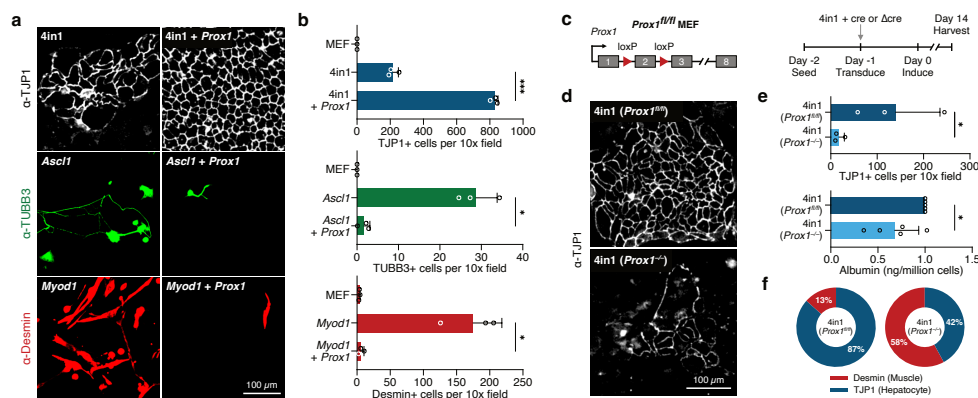 a
4in1
4in1 + Prox1
α-TJP1
Ascl1
Ascl1 + Prox1
α-TUBB3
Myod1
Myod1 + Prox1
α-Desmin
100 µm
b
MEF
4in1
4in1
+ Prox1
***
0 200 400 600 800 1000
TJP1+ cells per 10x field
MEF
Ascl1
Ascl1
+ Prox1
*
0 10 20 30 40
TUBB3+ cells per 10x field
MEF
Myod1
Myod1
+ Prox1
*
0 50 100 150 200 250
Desmin+ cells per 10x field
c
Prox1fl/fl MEF
Prox1
loxP loxP
1 2 3 8
4in1 + cre or Δcre
Day 14
Harvest
Day -2
Seed
Day -1
Transduce
Day 0
Induce
d
4in1 (Prox1fl/fl)
4in1 (Prox1–/–)
α-TJP1
100 µm
e
4in1
(Prox1fl/fl)
4in1
(Prox1–/–)
*
0 100 200 300
TJP1+ cells per 10x field
4in1
(Prox1fl/fl)
4in1
(Prox1–/–)
*
0.0 0.5 1.0 1.5
Albumin (ng/million cells)
f
13%
4in1
(Prox1fl/fl)
87%
42%
4in1
(Prox1–/–)
58%
Desmin (Muscle)
TJP1 (Hepatocyte)